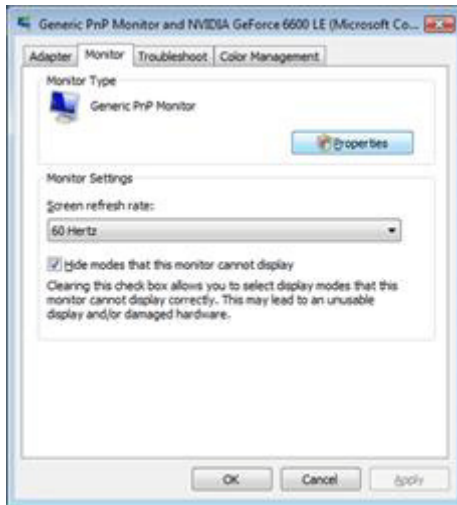 Generic PnP Monitor and NVIDIA GeForce 6600 LE (Microsoft Co...
Adapter Monitor Troubleshoot Color Management
Monitor Type
Generic PnP Monitor
Properties
Monitor Settings
Screen refresh rate:
60 Hertz
Hide modes that this monitor cannot display
Clearing this check box allows you to select display modes that this
monitor cannot display correctly. This may lead to an unusable
display and/or damaged hardware.
OK Cancel Apply